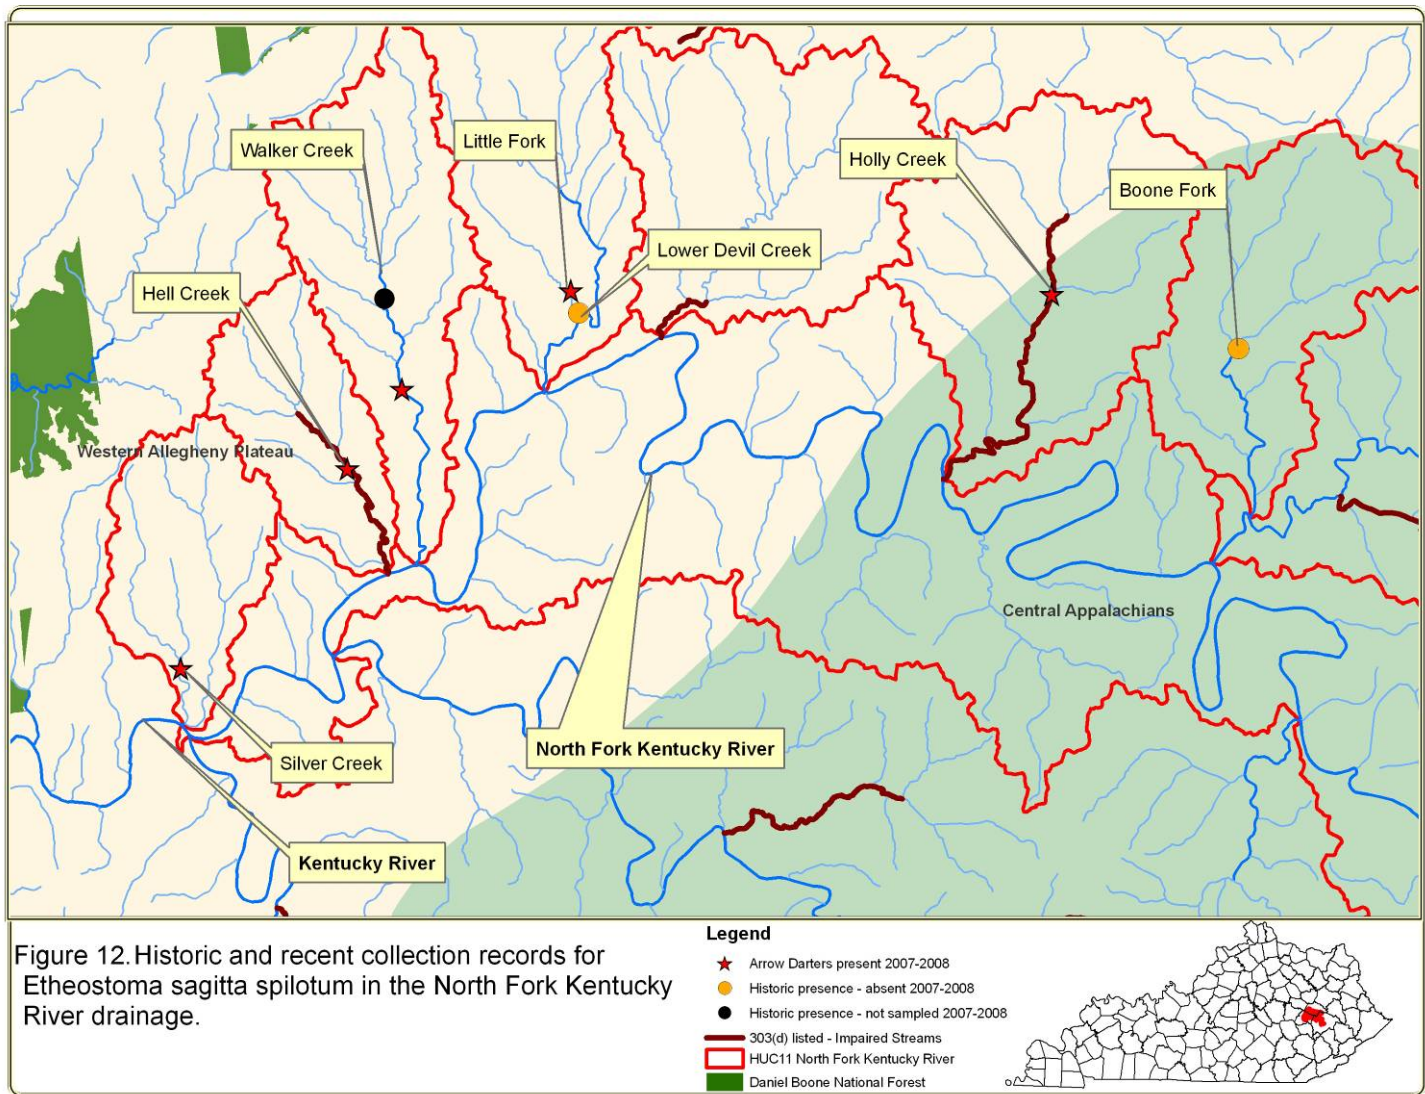 Walker Creek
Little Fork
Holly Creek
Boone Fork
Lower Devil Creek
Hell Creek
Western Allegheny Plateau
Central Appalachians
North Fork Kentucky River
Silver Creek
Kentucky River
Figure 12. Historic and recent collection records for
Etheostoma sagitta spilotum in the North Fork Kentucky
River drainage.
Legend
Arrow Darters present 2007-2008
Historic presence - absent 2007-2008
Historic presence - not sampled 2007-2008
303(d) listed - Impaired Streams
HUC11 North Fork Kentucky River
Daniel Boone National Forest